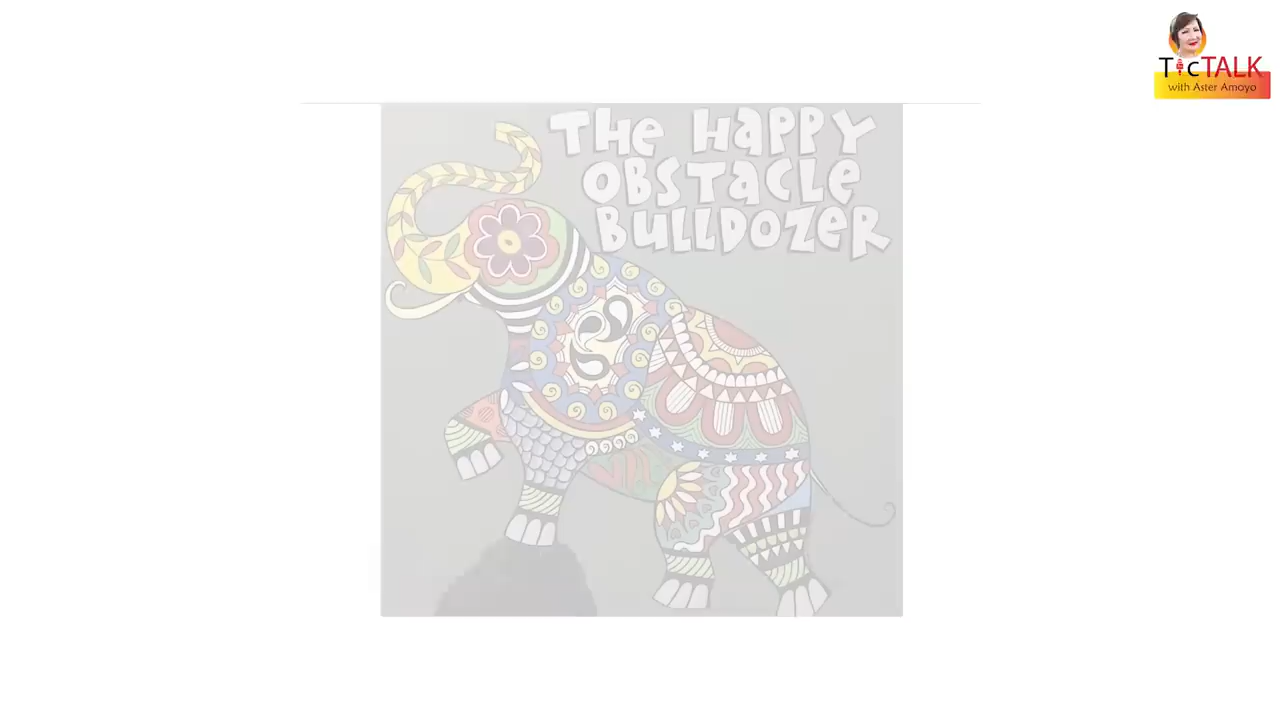 TicTALK
with Aster Amoyo
THE HAPPY
OBSTACLE
BULLDOZER